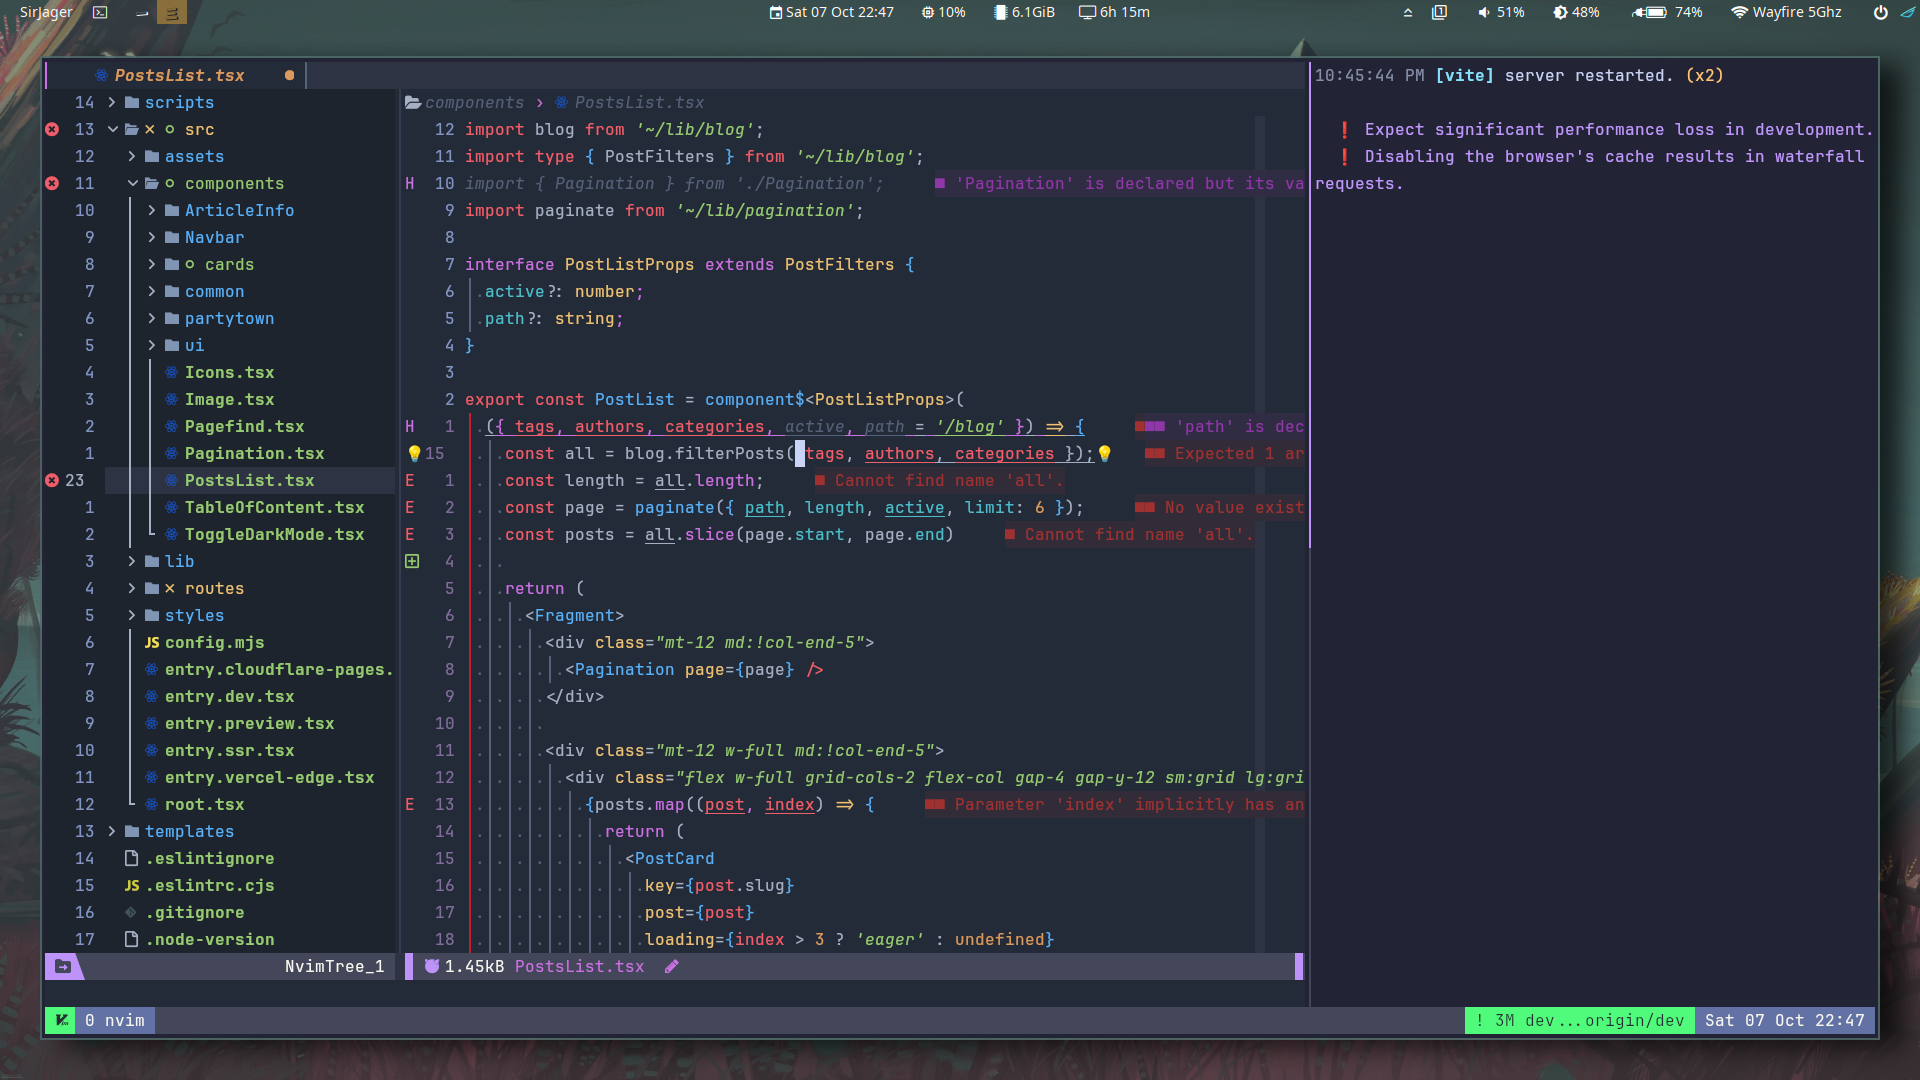 SirJager
Sat 07 Oct 22:47 10% 6.1GiB 6h 15m
1 51% 48% 74% Wayfire 5Ghz
PostsList.tsx
14 scripts
13 src
12 assets
11 components
10 ArticleInfo
9 Navbar
8 cards
7 common
6 partytown
5 ui
4 Icons.tsx
3 Image.tsx
2 Pagefind.tsx
1 Pagination.tsx
23 PostsList.tsx
1 TableOfContent.tsx
2 ToggleDarkMode.tsx
3 lib
4 routes
5 styles
6 JS config.mjs
7 entry.cloudflare-pages.
8 entry.dev.tsx
9 entry.preview.tsx
10 entry.ssr.tsx
11 entry.vercel-edge.tsx
12 root.tsx
13 templates
14 .eslintignore
15 JS .eslintrc.cjs
16 .gitignore
17 .node-version
NvimTree_1
components › PostsList.tsx
12 import blog from '~/lib/blog';
11 import type { PostFilters } from '~/lib/blog';
H 10 import { Pagination } from './Pagination'; ■ 'Pagination' is declared but its va
9 import paginate from '~/lib/pagination';
8
7 interface PostListProps extends PostFilters {
6 active?: number;
5 path?: string;
4 }
3
2 export const PostList = component$<PostListProps>(
H 1 ({ tags, authors, categories, active, path = '/blog' }) => { ■■■ 'path' is dec
15 const all = blog.filterPosts( tags, authors, categories }); ■■ Expected 1 ar
E 1 const length = all.length; ■ Cannot find name 'all'.
E 2 const page = paginate({ path, length, active, limit: 6 }); ■■ No value exist
E 3 const posts = all.slice(page.start, page.end) ■ Cannot find name 'all'.
4
5 return (
6 <Fragment>
7 <div class="mt-12 md:!col-end-5">
8 <Pagination page={page} />
9 </div>
10
11 <div class="mt-12 w-full md:!col-end-5">
12 <div class="flex w-full grid-cols-2 flex-col gap-4 gap-y-12 sm:grid lg:gri
E 13 {posts.map((post, index) => { ■■ Parameter 'index' implicitly has an
14 return (
15 <PostCard
16 key={post.slug}
17 post={post}
18 loading={index > 3 ? 'eager' : undefined}
1.45kB PostsList.tsx
10:45:44 PM [vite] server restarted. (x2)
! Expect significant performance loss in development.
! Disabling the browser's cache results in waterfall
requests.
0 nvim
! 3M dev...origin/dev Sat 07 Oct 22:47